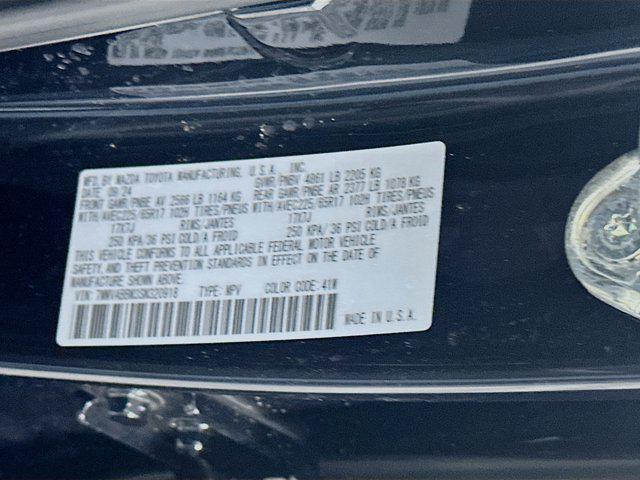 MFD. BY MAZDA TOYOTA MANUFACTURING, U.S.A., INC.
DATE 09/24 GVWR/PNBV 4861 LB 2205 KG
FRONT GAWR/PNBE AV 2566 LB 1164 KG REAR GAWR/PNBE AR 2377 LB 1078 KG
WITH/AVEC225/65R17 102H TIRES/PNEUS WITH/AVEC225/65R17 102H TIRES/PNEUS
17X7J RIMS/JANTES 17X7J RIMS/JANTES
250 KPA/36 PSI COLD/A FROID 250 KPA/36 PSI COLD/A FROID
THIS VEHICLE CONFORMS TO ALL APPLICABLE FEDERAL MOTOR VEHICLE
SAFETY, AND THEFT PREVENTION STANDARDS IN EFFECT ON THE DATE OF
MANUFACTURE SHOWN ABOVE.
VIN: TYPE: MPV COLOR CODE: 41W
MADE IN U.S.A.